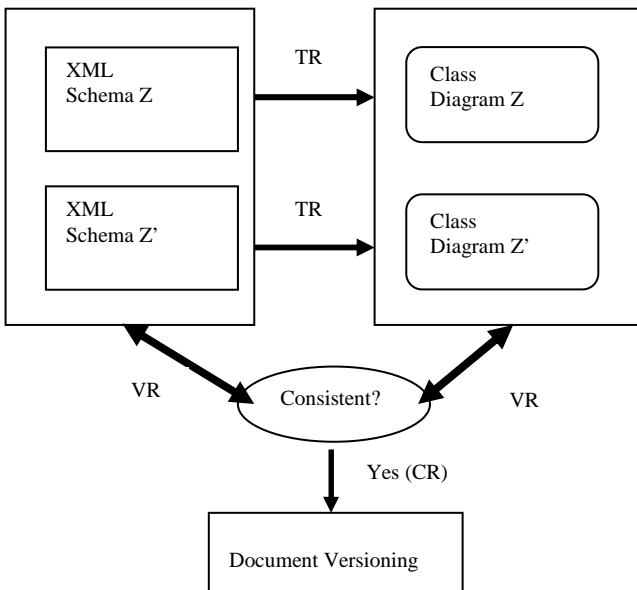 XML
Schema Z
TR
Class
Diagram Z
XML
Schema Z’
TR
Class
Diagram Z’
VR
Consistent?
VR
Yes (CR)
Document Versioning